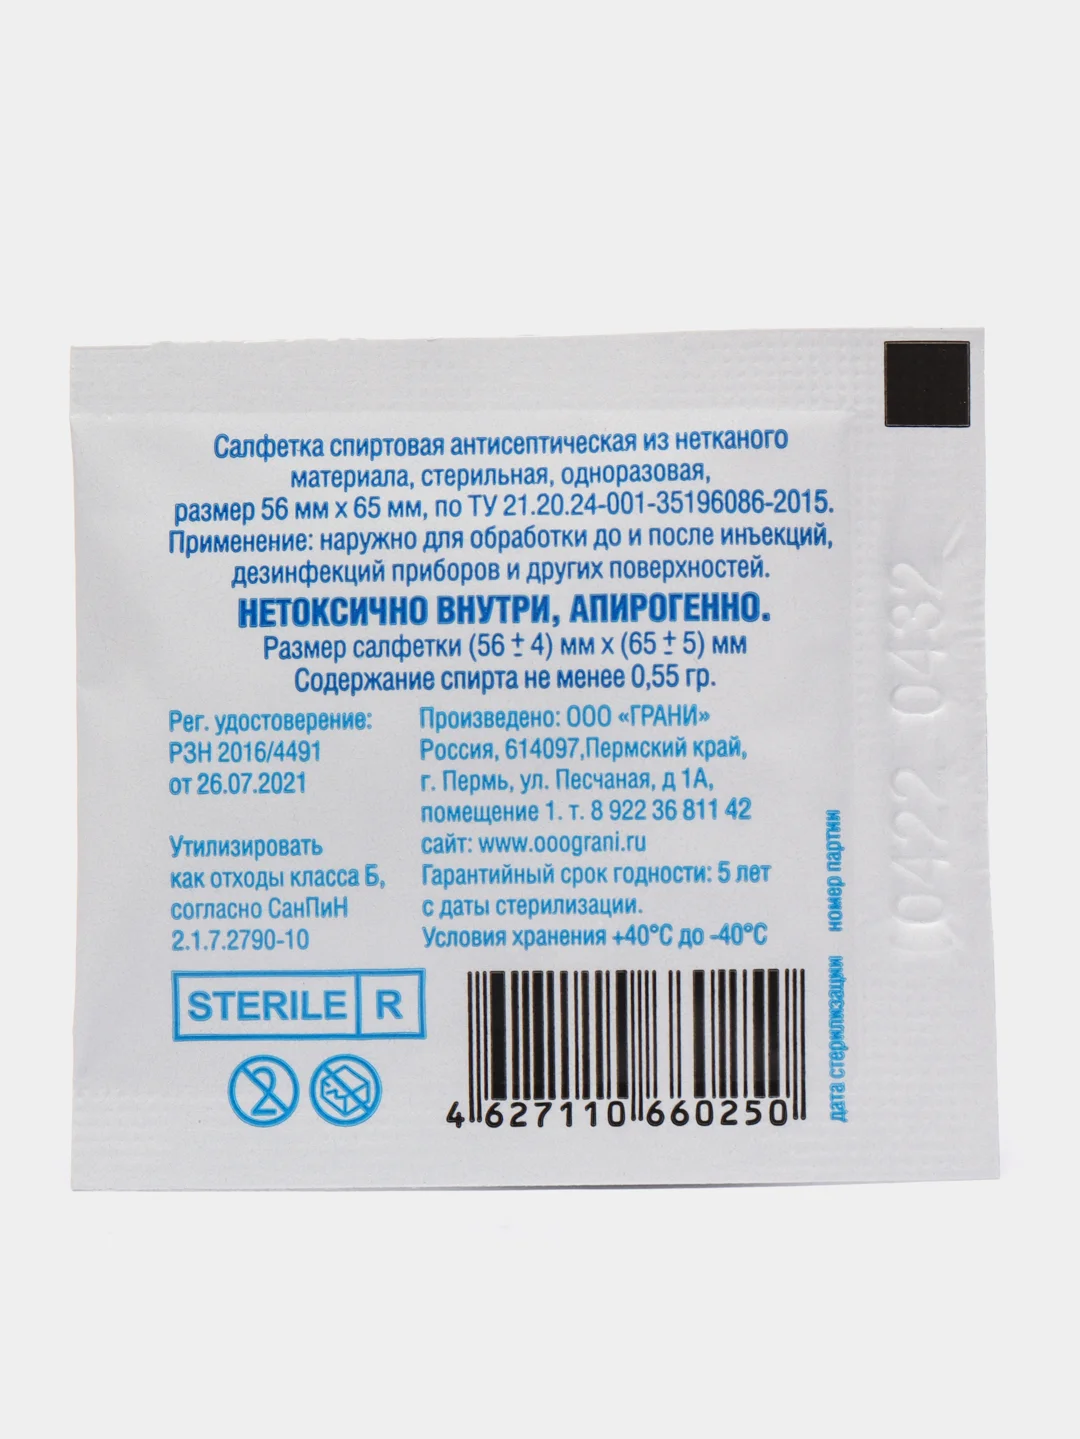 Салфетка спиртовая антисептическая из нетканого
материала, стерильная, одноразовая,
размер 56 мм х 65 мм, по ТУ 21.20.24-001-35196086-2015.
Применение: наружно для обработки до и после инъекций,
дезинфекций приборов и других поверхностей.
НЕТОКСИЧНО ВНУТРИ, АПИРОГЕННО.
Размер салфетки (56 ± 4) мм х (65 ± 5) мм
Содержание спирта не менее 0,55 гр.
Рег. удостоверение:
РЗН 2016/4491
от 26.07.2021
Утилизировать
как отходы класса Б,
согласно СанПиН
2.1.7.2790-10
Произведено: ООО «ГРАНИ»
Россия, 614097,Пермский край,
г. Пермь, ул. Песчаная, д 1А,
помещение 1. т. 8 922 36 811 42
сайт: www.ooograni.ru
Гарантийный срок годности: 5 лет
с даты стерилизации.
Условия хранения +40°С до -40°С
STERILE R
2
4 627110 660250
дата стерилизации номер партии
0422 0432